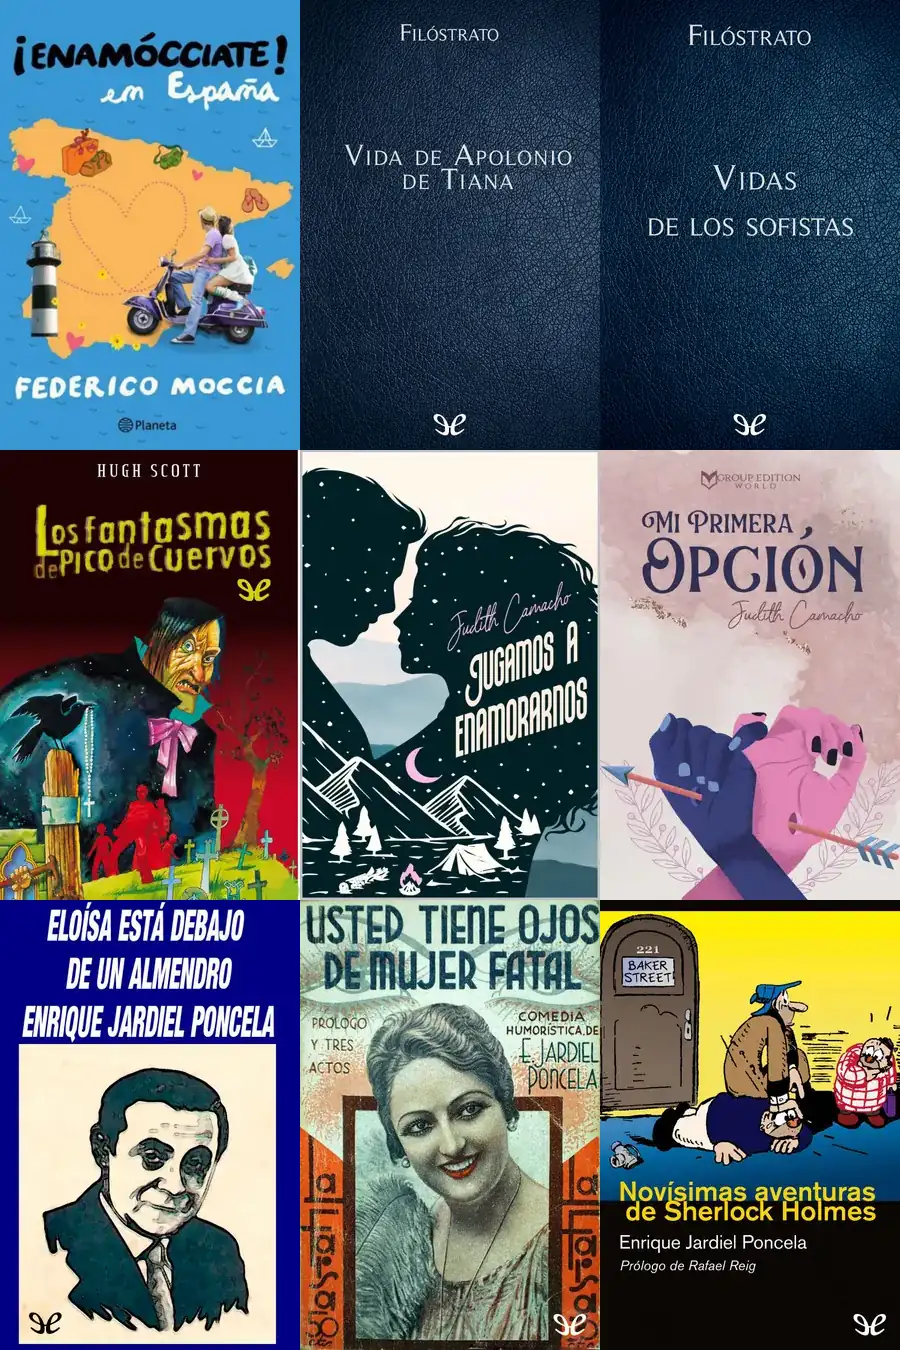 ¡ENAMÓCCIATE!
en España
FEDERICO MOCCIA
Planeta
FILÓSTRATO
VIDA DE APOLONIO
DE TIANA
FILÓSTRATO
VIDAS
DE LOS SOFISTAS
HUGH SCOTT
Los fantasmas
de PICO de CUERVOS
Judith Camacho
JUGAMOS A
ENAMORARNOS
GROUP EDITION
WORLD
MI PRIMERA
OPCIÓN
Judith Camacho
ELOÍSA ESTÁ DEBAJO
DE UN ALMENDRO
ENRIQUE JARDIEL PONCELA
USTED TIENE OJOS
DE MUJER FATAL
PROLOGO
Y TRES
ACTOS
COMEDIA
HUMORÍSTICA, DE
E. JARDIEL
PONCELA
221
BAKER
STREET
Novísimas aventuras
de Sherlock Holmes
Enrique Jardiel Poncela
Prólogo de Rafael Reig